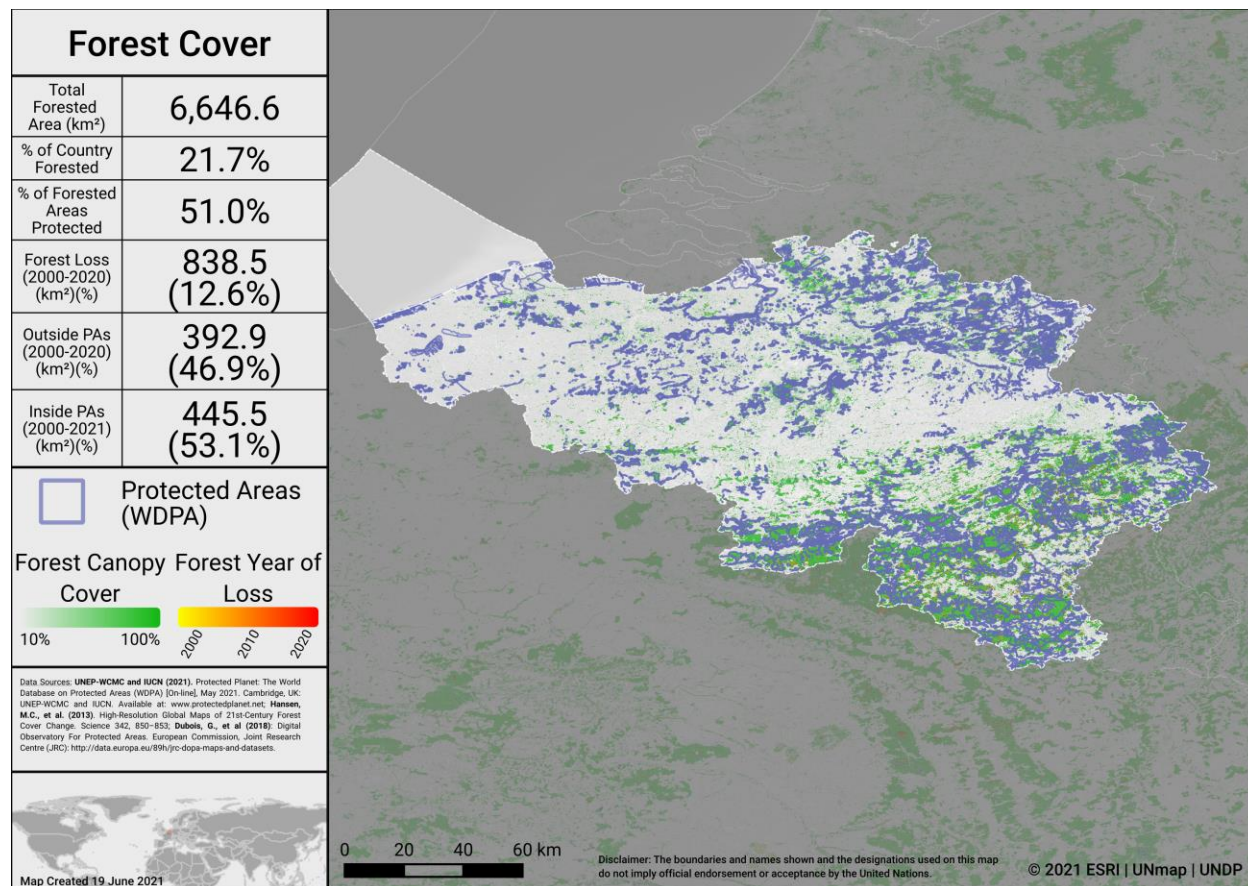 Forest Cover
Total
Forested
Area (km²)
6,646.6
% of Country
Forested
21.7%
% of Forested
Areas
Protected
51.0%
Forest Loss
(2000-2020)
(km²)(%)
838.5
(12.6%)
Outside PAs
(2000-2020)
(km²)(%)
392.9
(46.9%)
Inside PAs
(2000-2021)
(km²)(%)
445.5
(53.1%)
Protected Areas
(WDPA)
Forest Canopy
Cover
10% 100%
Forest Year of
Loss
2000 2010 2020
Data Sources: UNEP-WCMC and IUCN (2021). Protected Planet: The World
Database on Protected Areas (WDPA) [On-line], May 2021. Cambridge, UK:
UNEP-WCMC and IUCN. Available at: www.protectedplanet.net; Hansen,
M.C., et al. (2013). High-Resolution Global Maps of 21st-Century Forest
Cover Change. Science 342, 850–853; Dubois, G., et al (2018): Digital
Observatory For Protected Areas. European Commission, Joint Research
Centre (JRC): http://data.europa.eu/89h/jrc-dopa-maps-and-datasets.
Map Created 19 June 2021
0 20 40 60 km
Disclaimer: The boundaries and names shown and the designations used on this map
do not imply official endorsement or acceptance by the United Nations.
© 2021 ESRI | UNmap | UNDP